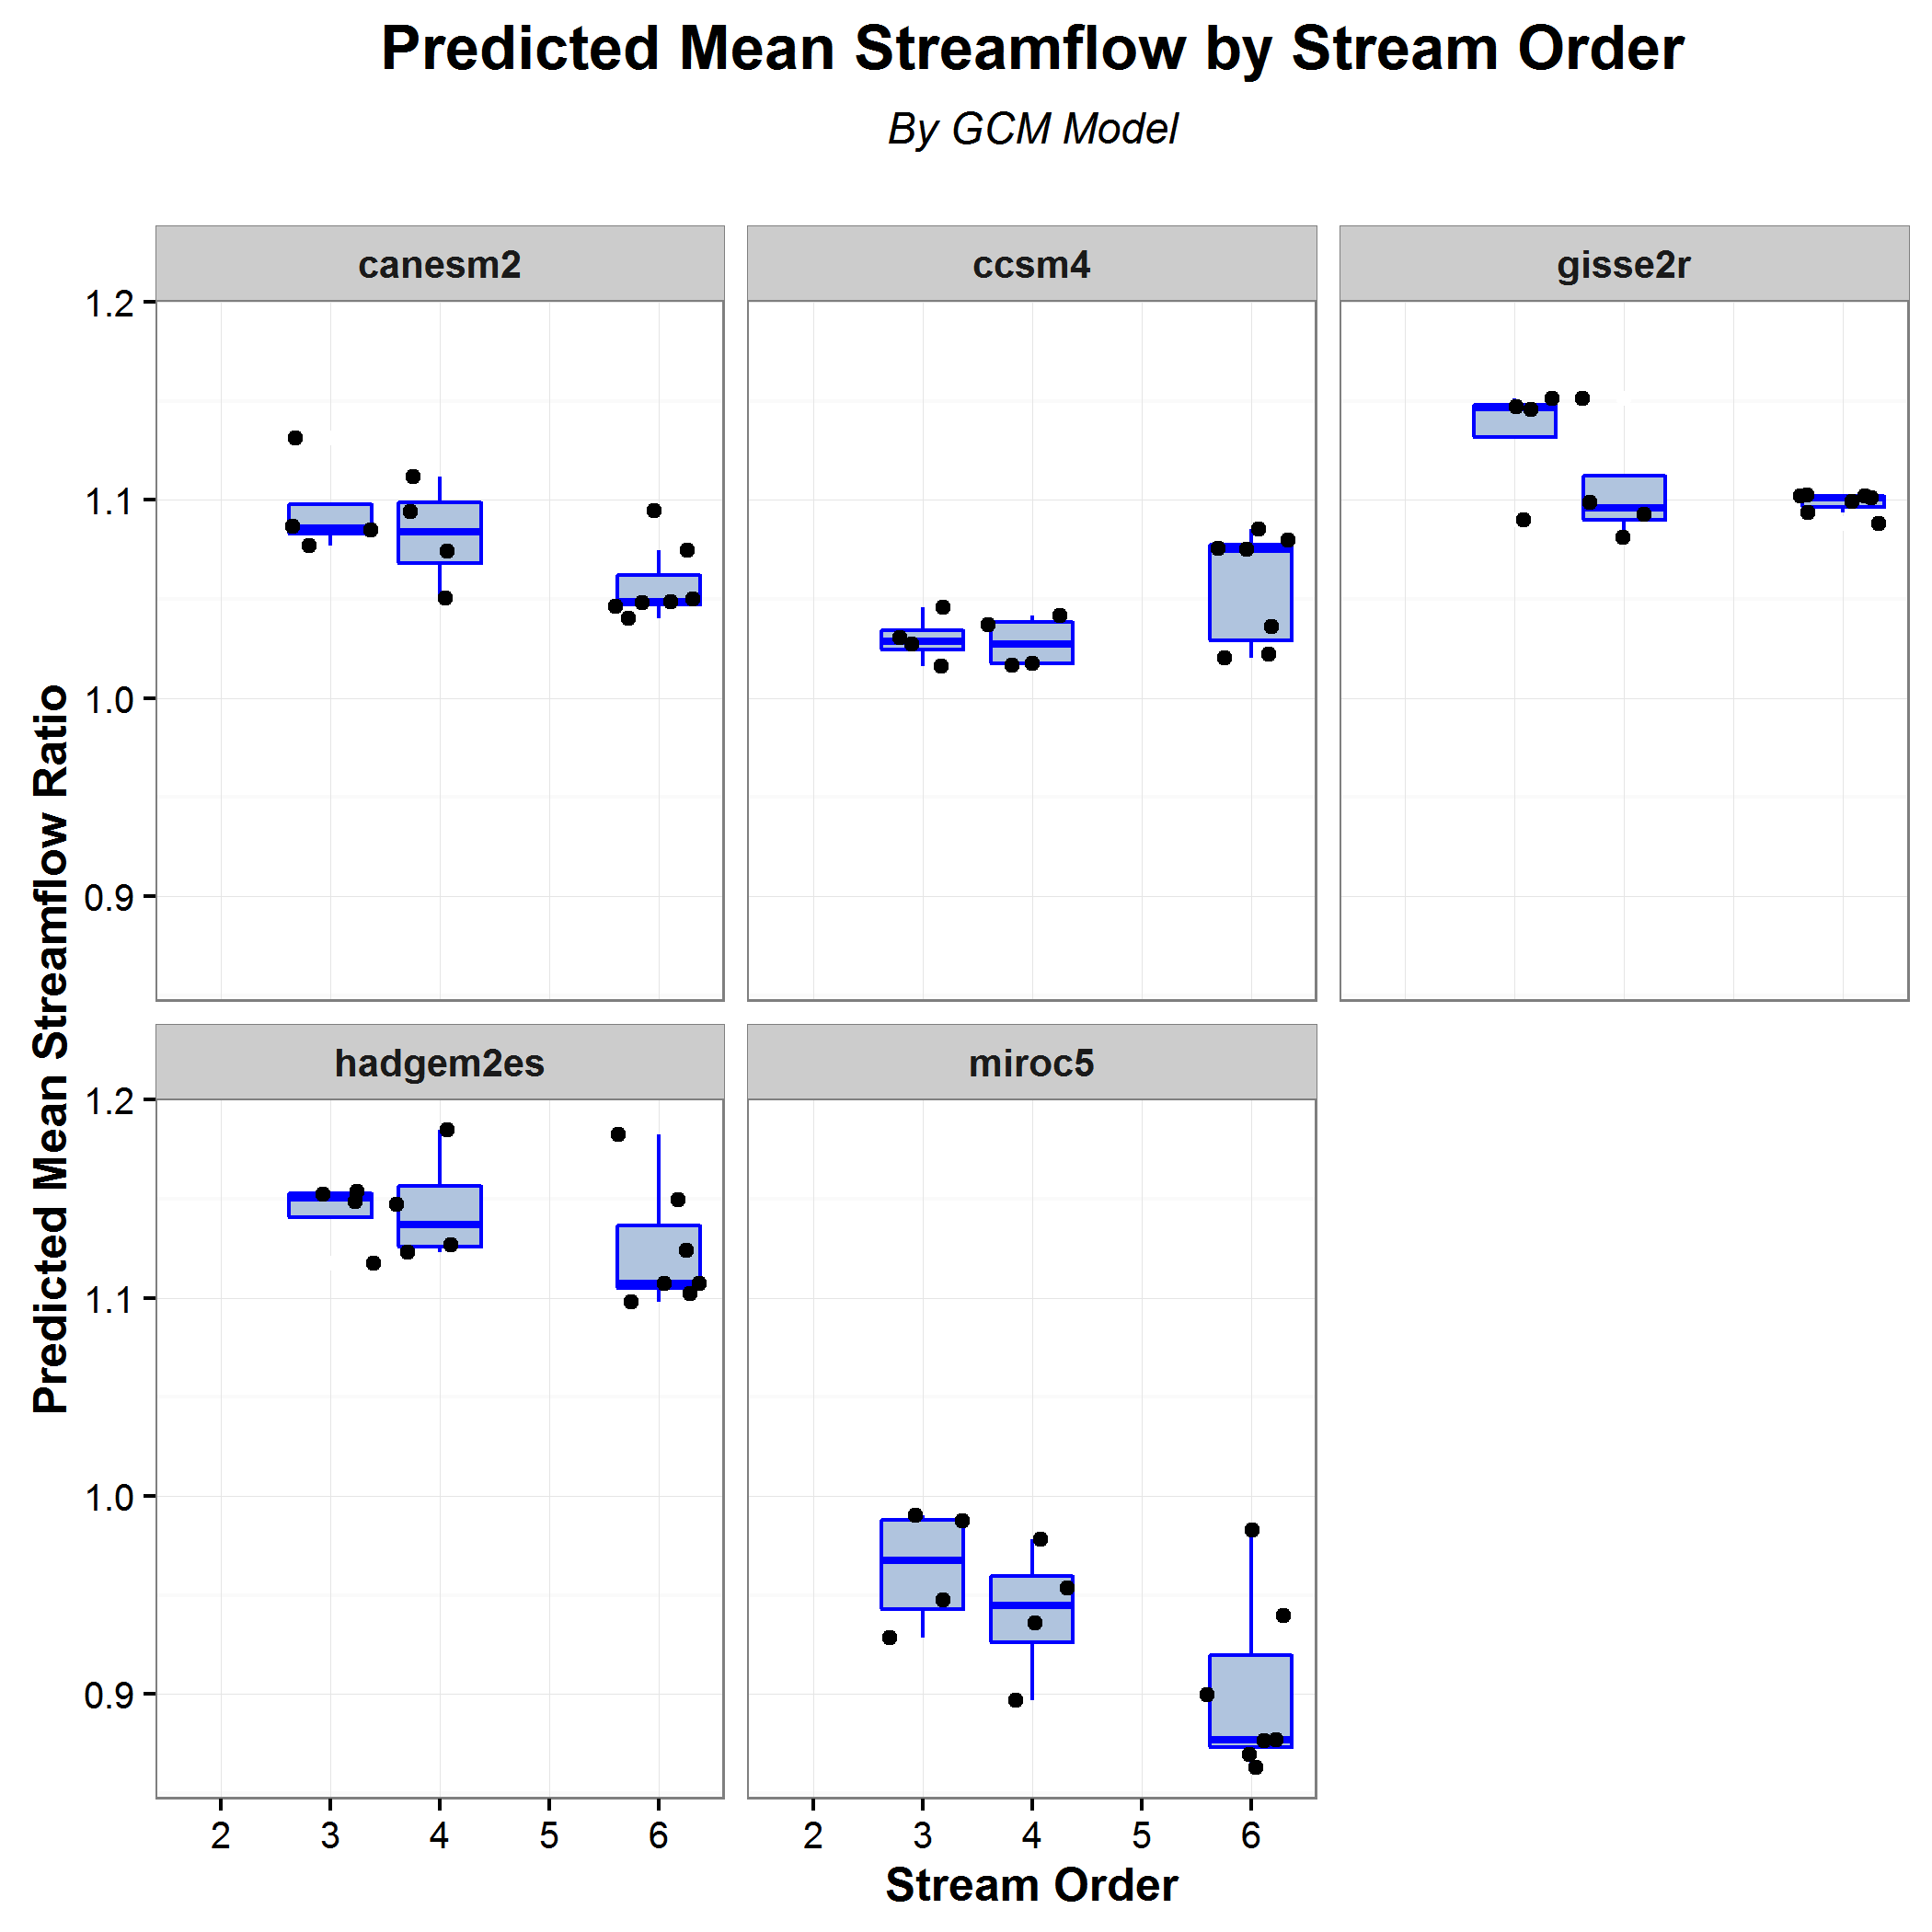 Predicted Mean Streamflow by Stream Order
By GCM Model
canesm2
ccsm4
gisse2r
1.2
1.1
1.0
0.9
Predicted Mean Streamflow Ratio
hadgem2es
miroc5
1.2
1.1
1.0
0.9
2 3 4 5 6
2 3 4 5 6
Stream Order